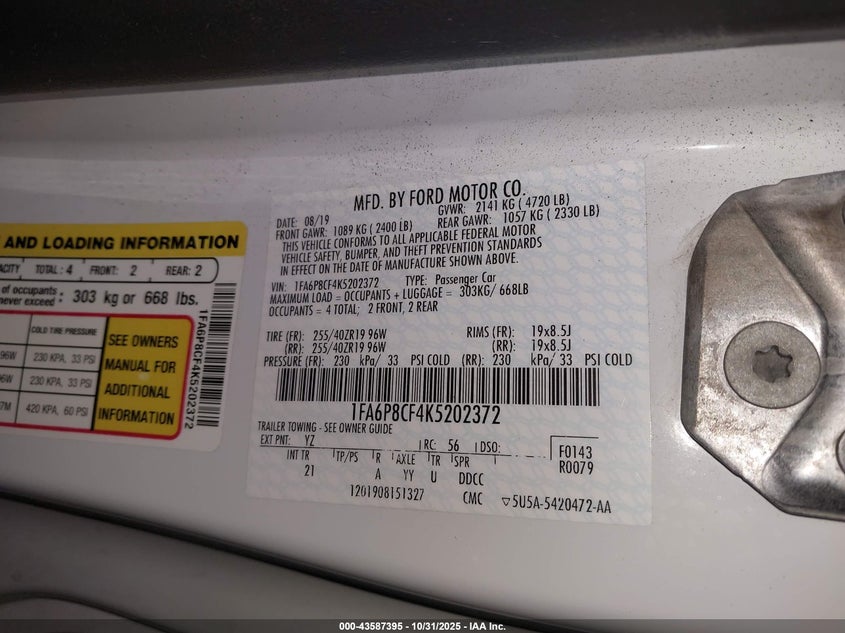 MFD. BY FORD MOTOR CO.
DATE: 08/19 GVWR: 2141 KG ( 4720 LB)
FRONT GAWR: 1089 KG ( 2400 LB) REAR GAWR: 1057 KG ( 2330 LB)
THIS VEHICLE CONFORMS TO ALL APPLICABLE FEDERAL MOTOR
VEHICLE SAFETY, BUMPER, AND THEFT PREVENTION STANDARDS
IN EFFECT ON THE DATE OF MANUFACTURE SHOWN ABOVE.
VIN: 1FA6P8CF4K5202372 TYPE: Passenger Car
MAXIMUM LOAD = OCCUPANTS + LUGGAGE = 303KG/ 668LB
OCCUPANTS = 4 TOTAL; 2 FRONT, 2 REAR
TIRE (FR): 255/40ZR19 96W RIMS (FR): 19x8.5J
(RR): 255/40ZR19 96W (RR): 19x8.5J
PRESSURE (FR): 230 kPa/ 33 PSI COLD (RR): 230 kPa/ 33 PSI COLD
1FA6P8CF4K5202372
TRAILER TOWING - SEE OWNER GUIDE
EXT PNT: YZ RC: 56 DSO: F0143
INT TR TP/PS R AXLE TR SPR R0079
21 A YY U DDCC
1201908151327 CMC ▽5U5A-5420472-AA
AND LOADING INFORMATION
TOTAL : 4 FRONT: 2 REAR: 2
of occupants
never exceed : 303 kg or 668 lbs.
COLD TIRE PRESSURE
96W 230 KPA, 33 PSI
230 KPA, 33 PSI
420 KPA, 60 PSI
SEE OWNERS
MANUAL FOR
ADDITIONAL
INFORMATION
1FA6P8CF4K5202372
000-43587395 - 10/31/2025 - IAA Inc.